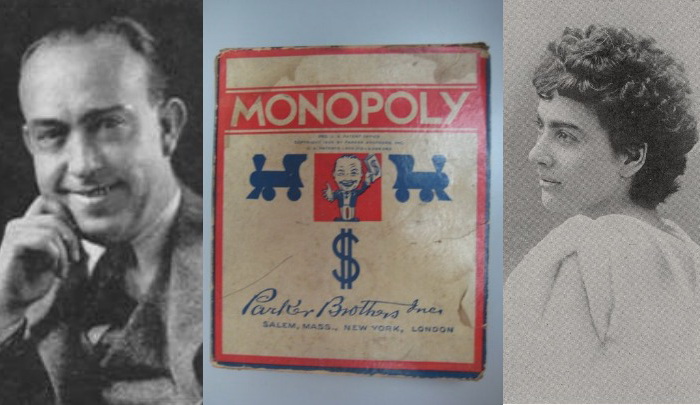 MONOPOLY
Parker Brothers Inc.
SALEM, MASS., NEW YORK, LONDON